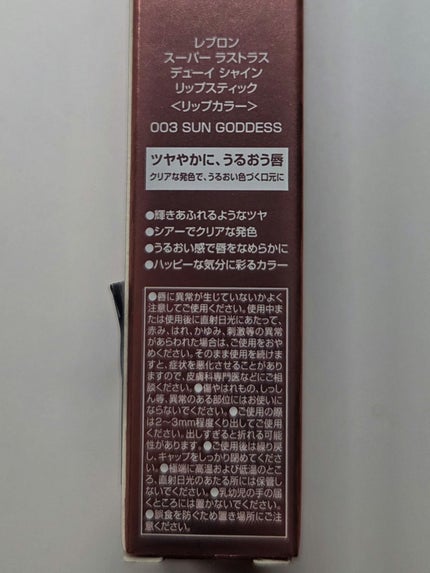 レブロン
スーパー ラストラス
デューイ シャイン
リップスティック
<リップカラー>
003 SUN GODDESS
ツヤやかに、うるおう唇
クリアな発色で、うるおい色づく口元に
●輝きあふれるようなツヤ
●シアーでクリアな発色
●うるおい感で唇をなめらかに
●ハッピーな気分に彩るカラー
●唇に異常が生じていないかよく
注意してご使用ください。使用中ま
たは使用後に直射日光にあたって、
赤み、はれ、かゆみ、刺激等の異常
があらわれた場合は、ご使用をおや
めください。そのまま使用を続けま
すと、症状を悪化させることがあり
ますので、皮膚科専門医などにご相
談ください。●傷やはれもの、しっし
ん等、異常のある部位にはお使いに
ならないでください。●ご使用の際
は2~3mm程度くり出してご使用
ください。出しすぎると折れる可能
性があります。●ご使用後は繰り戻
し、キャップをしっかり閉めてくださ
い。●極端に高温および低温のとこ
ろ、直射日光のあたる所には保管し
ないでください。●乳幼児の手の届
くところには置かないでください。
●誤食を防ぐため置き場所にご注
意ください。